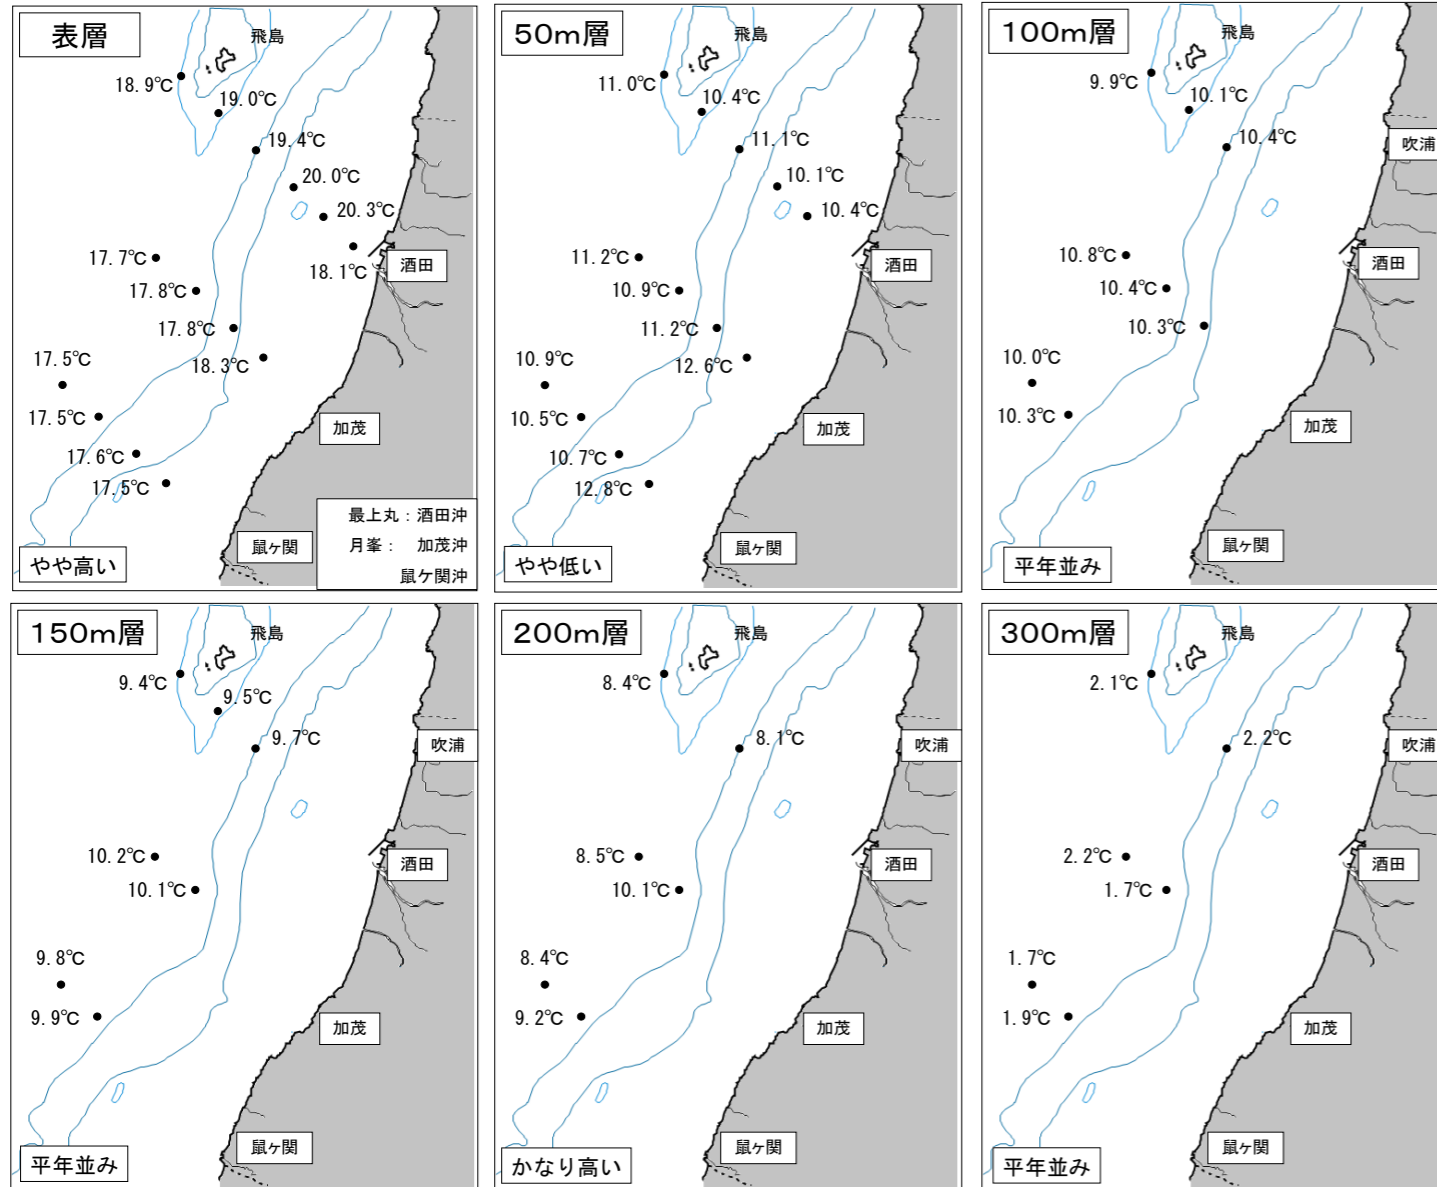 表層
飛島
18.9℃
19.0℃
19.4℃
20.0℃
20.3℃
18.1℃
酒田
17.7℃
17.8℃
17.8℃
18.3℃
17.5℃
17.5℃
17.6℃
17.5℃
加茂
鼠ヶ関
最上丸：酒田沖
月峯： 加茂沖
鼠ケ関沖
やや高い
50m層
飛島
11.0℃
10.4℃
11.1℃
10.1℃
10.4℃
酒田
11.2℃
10.9℃
11.2℃
12.6℃
10.9℃
10.5℃
10.7℃
12.8℃
加茂
鼠ヶ関
やや低い
100m層
飛島
9.9℃
10.1℃
10.4℃
吹浦
10.8℃
10.4℃
10.3℃
酒田
10.0℃
10.3℃
加茂
鼠ヶ関
平年並み
150m層
飛島
9.4℃
9.5℃
9.7℃
吹浦
10.2℃
10.1℃
酒田
9.8℃
9.9℃
加茂
鼠ヶ関
平年並み
200m層
飛島
8.4℃
8.1℃
吹浦
8.5℃
10.1℃
酒田
8.4℃
9.2℃
加茂
鼠ヶ関
かなり高い
300m層
飛島
2.1℃
2.2℃
吹浦
2.2℃
1.7℃
酒田
1.7℃
1.9℃
加茂
鼠ヶ関
平年並み